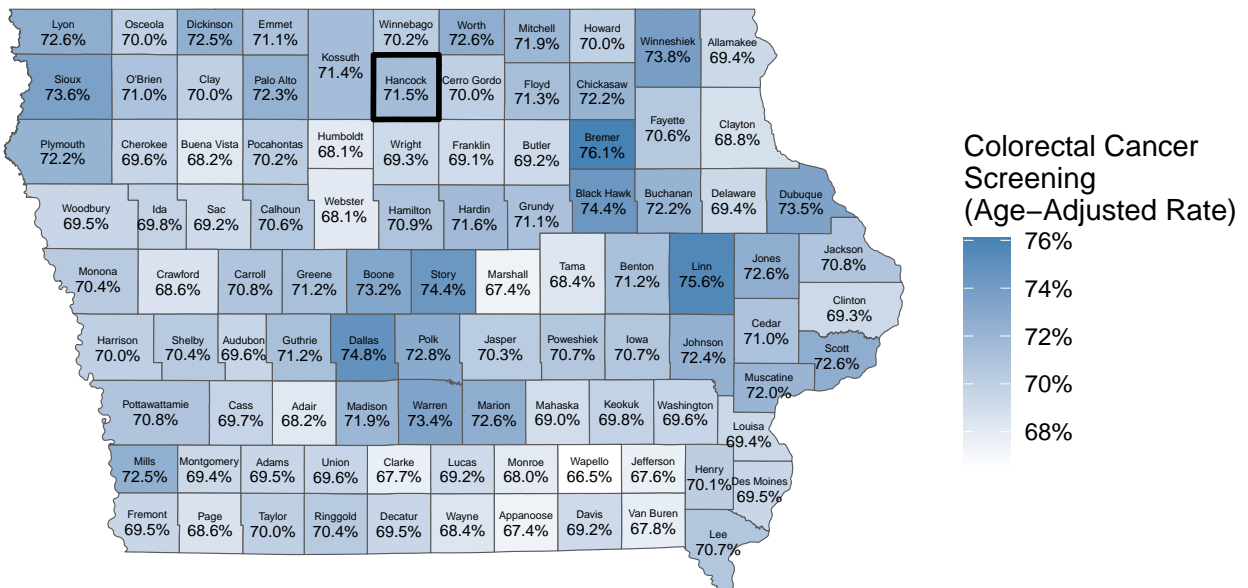 Lyon
72.6%
Osceola
70.0%
Dickinson
72.5%
Emmet
71.1%
Kossuth
71.4%
Winnebago
70.2%
Worth
72.6%
Mitchell
71.9%
Howard
70.0%
Winneshiek
73.8%
Allamakee
69.4%
Sioux
73.6%
O'Brien
71.0%
Clay
70.0%
Palo Alto
72.3%
Hancock
71.5%
Cerro Gordo
70.0%
Floyd
71.3%
Chickasaw
72.2%
Fayette
70.6%
Clayton
68.8%
Plymouth
72.2%
Cherokee
69.6%
Buena Vista
68.2%
Pocahontas
70.2%
Humboldt
68.1%
Wright
69.3%
Franklin
69.1%
Butler
69.2%
Bremer
76.1%
Woodbury
69.5%
Ida
69.8%
Sac
69.2%
Calhoun
70.6%
Webster
68.1%
Hamilton
70.9%
Hardin
71.6%
Grundy
71.1%
Black Hawk
74.4%
Buchanan
72.2%
Delaware
69.4%
Dubuque
73.5%
Monona
70.4%
Crawford
68.6%
Carroll
70.8%
Greene
71.2%
Boone
73.2%
Story
74.4%
Marshall
67.4%
Tama
68.4%
Benton
71.2%
Linn
75.6%
Jones
72.6%
Jackson
70.8%
Clinton
69.3%
Harrison
70.0%
Shelby
70.4%
Audubon
69.6%
Guthrie
71.2%
Dallas
74.8%
Polk
72.8%
Jasper
70.3%
Poweshiek
70.7%
Iowa
70.7%
Johnson
72.4%
Cedar
71.0%
Scott
72.6%
Muscatine
72.0%
Pottawattamie
70.8%
Cass
69.7%
Adair
68.2%
Madison
71.9%
Warren
73.4%
Marion
72.6%
Mahaska
69.0%
Keokuk
69.8%
Washington
69.6%
Louisa
69.4%
Mills
72.5%
Montgomery
69.4%
Adams
69.5%
Union
69.6%
Clarke
67.7%
Lucas
69.2%
Monroe
68.0%
Wapello
66.5%
Jefferson
67.6%
Henry
70.1%
Des Moines
69.5%
Fremont
69.5%
Page
68.6%
Taylor
70.0%
Ringgold
70.4%
Decatur
69.5%
Wayne
68.4%
Appanoose
67.4%
Davis
69.2%
Van Buren
67.8%
Lee
70.7%
Colorectal Cancer
Screening
(Age−Adjusted Rate)
76%
74%
72%
70%
68%